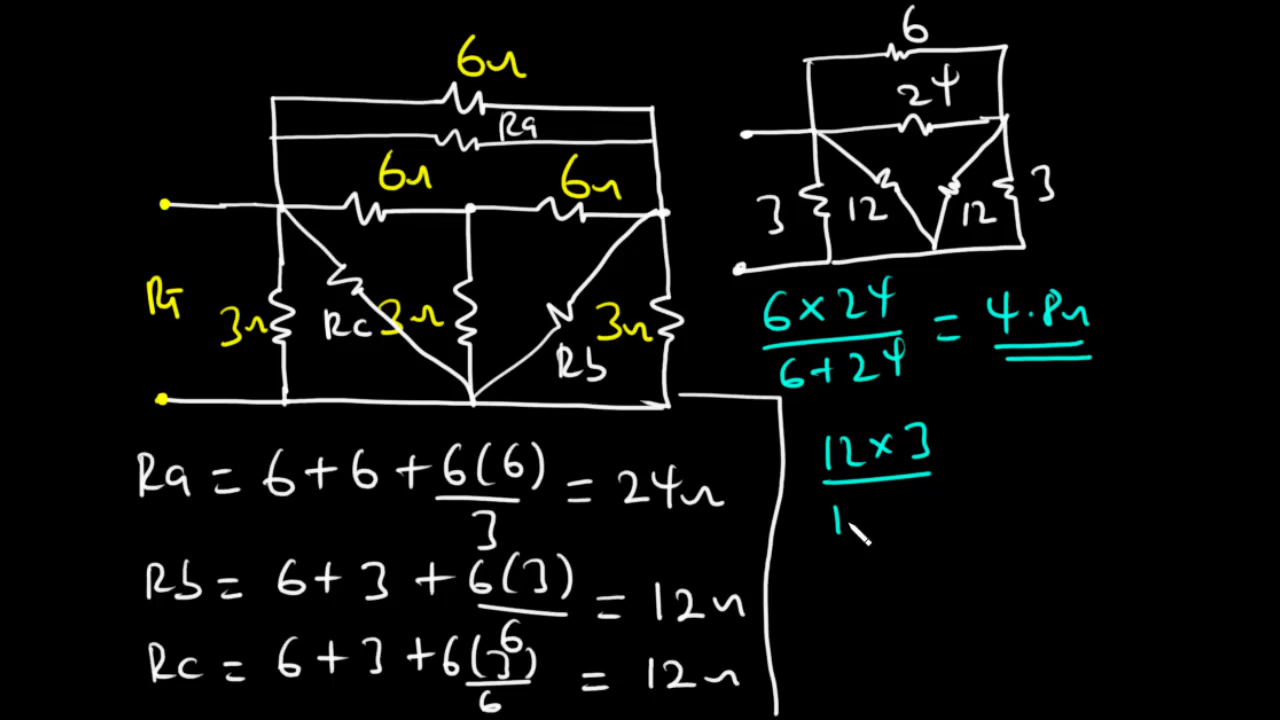 6Ω
Ra
6Ω 6Ω
RT 3Ω Rc 3Ω Rb 3Ω
6
24
3 12 12 3
6 × 24 / 6 + 24 = 4.8Ω
12 × 3 / 1
Ra = 6 + 6 + 6(6) / 3 = 24Ω
Rb = 6 + 3 + 6(3) / 6 = 12Ω
Rc = 6 + 3 + 6(3) / 6 = 12Ω